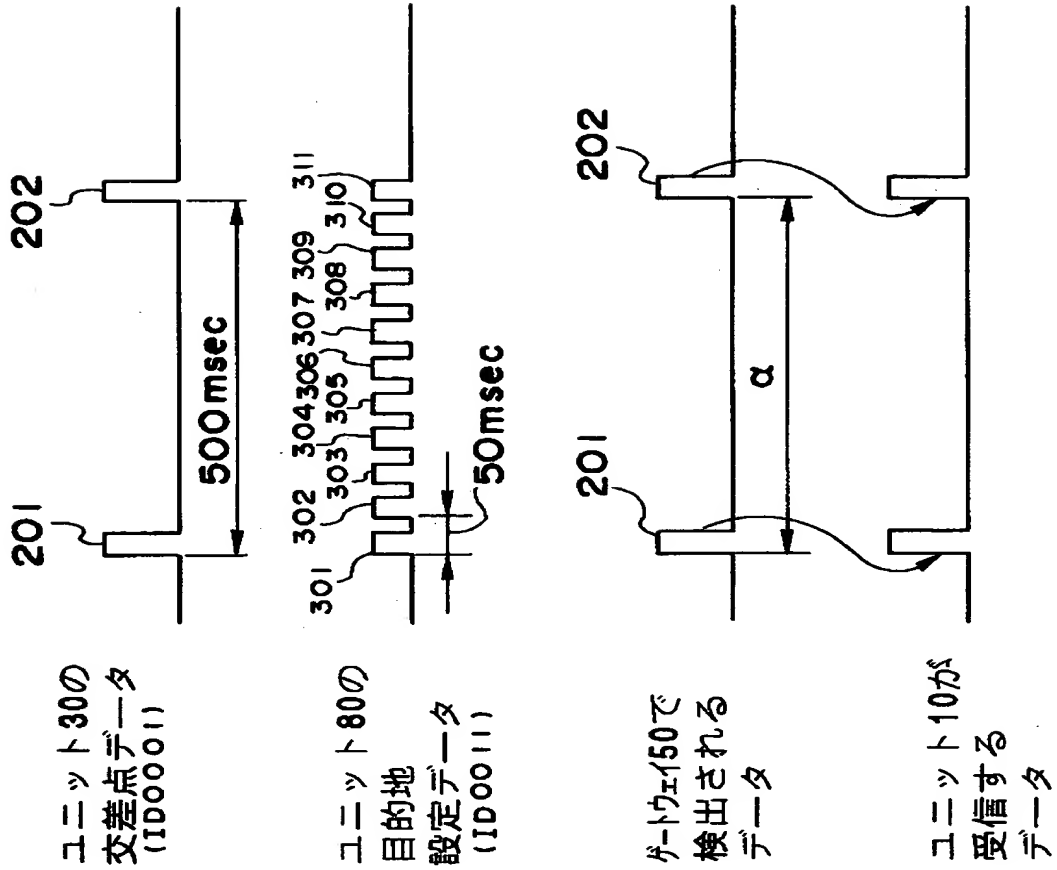 201
202
500msec
ユニット30の
交差点データ
(ID0001)
301
302
303
304
305
306
307
308
309
310
311
50msec
ユニット80の
目的地
設定データ
(ID0011)
201
202
α
ゲートウェイ50で
検出される
データ
ユニット10が
受信する
データ